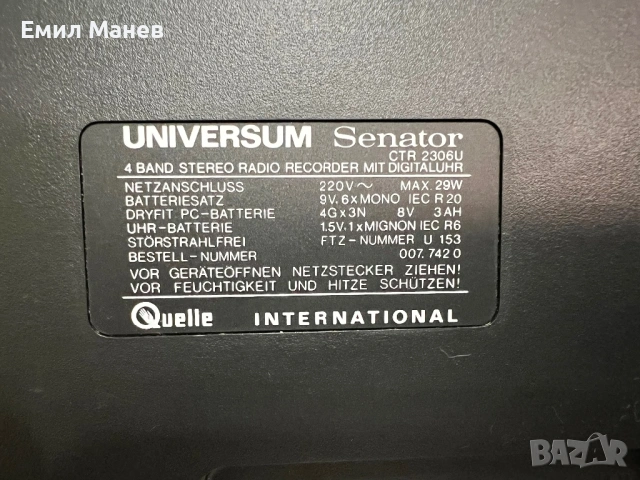 Емил Манев
UNIVERSUM Senator
CTR 2306U
4 BAND STEREO RADIO RECORDER MIT DIGITALUHR
NETZANSCHLUSS 220V~ MAX. 29W
BATTERIESATZ 9V, 6xMONO IEC R20
DRYFIT PC-BATTERIE 4Gx3N 8V 3AH
UHR-BATTERIE 1.5V, 1xMIGNON IEC R6
STÖRSTRAHLFREI FTZ-NUMMER U 153
BESTELL-NUMMER 007.742 0
VOR GERÄTEÖFFNEN NETZSTECKER ZIEHEN!
VOR FEUCHTIGKEIT UND HITZE SCHÜTZEN!
Quelle INTERNATIONAL
BAZAR